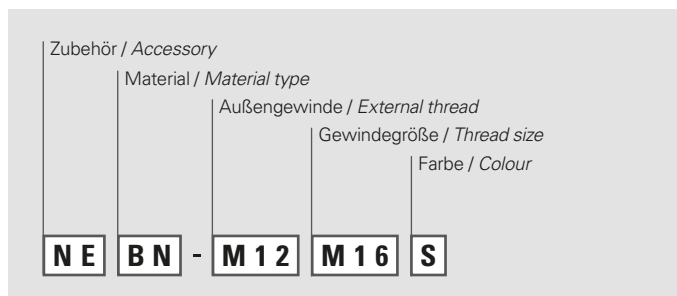 Zubehör / Accessory
Material / Material type
Außengewinde / External thread
Gewindegröße / Thread size
Farbe / Colour
NE BN - M12 M16 S